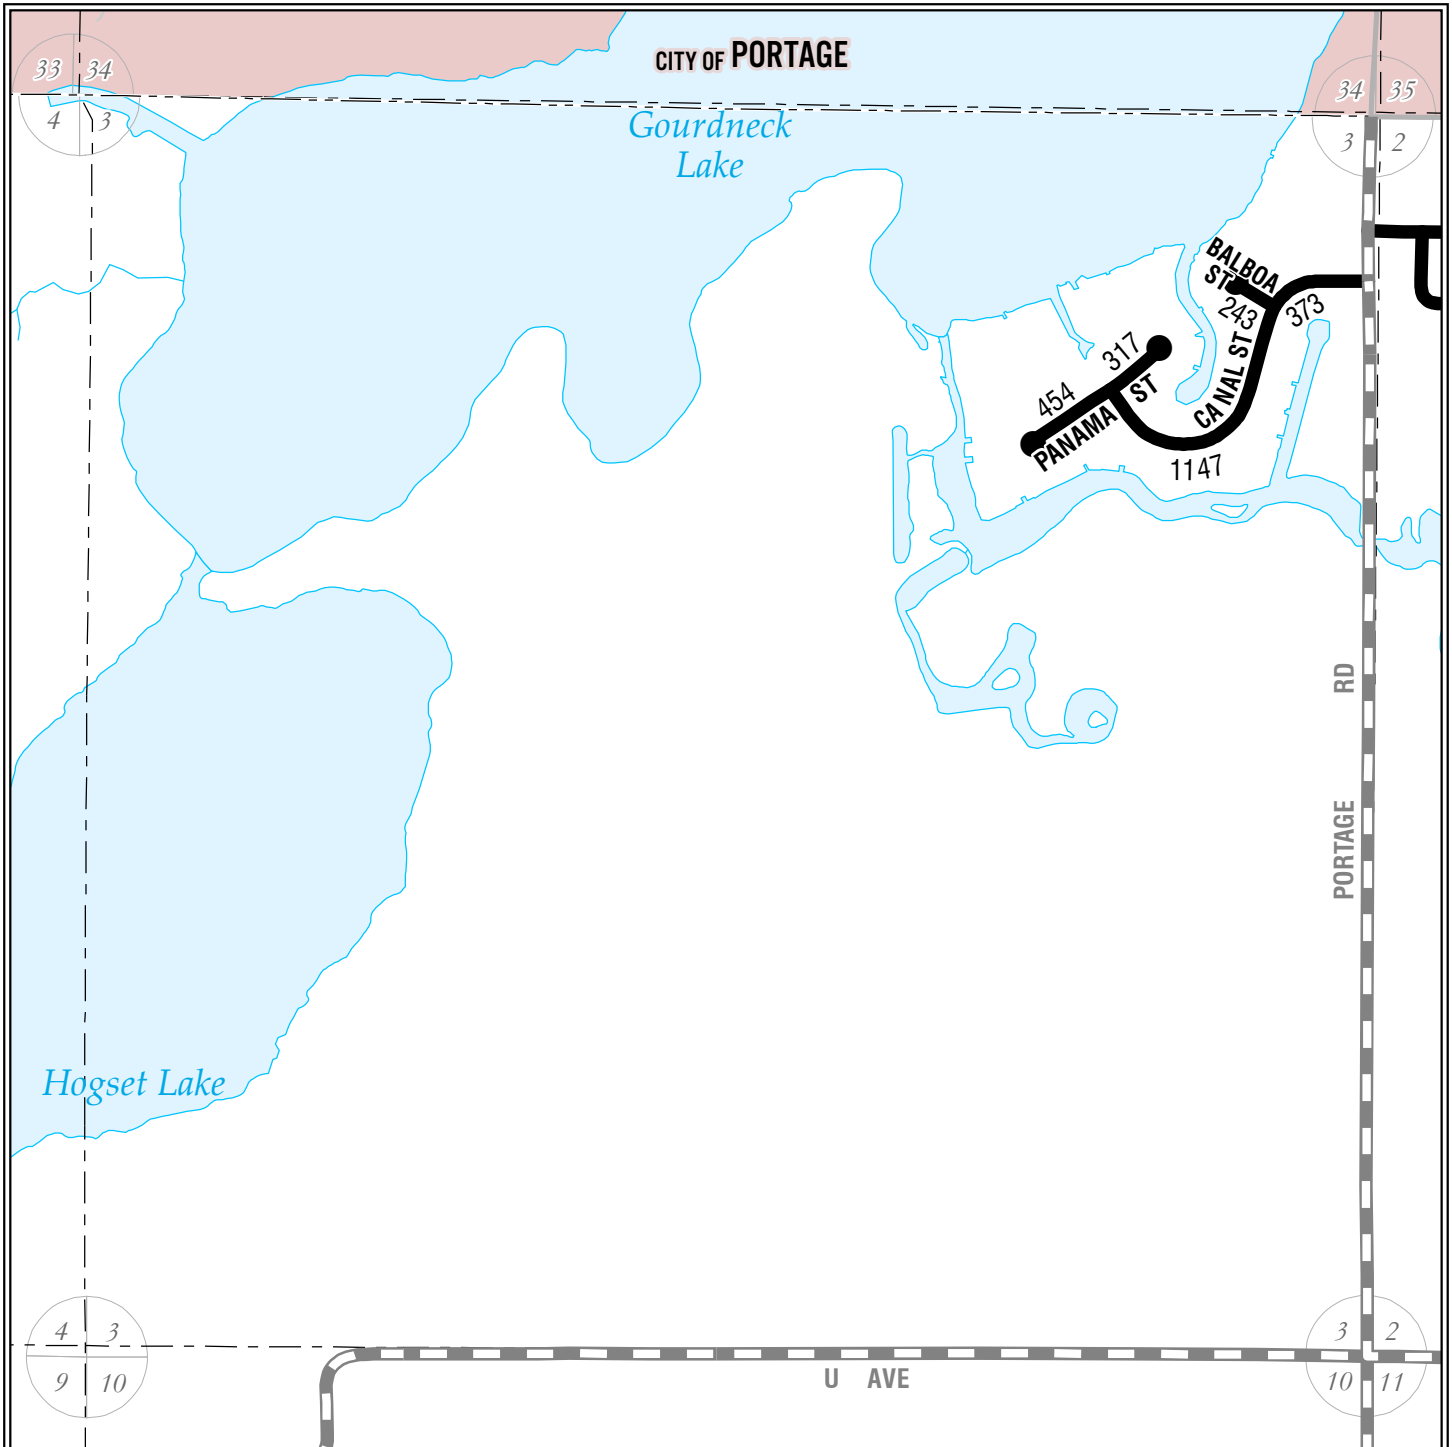 CITY OF PORTAGE
33 34
4 3
34 35
3 2
Gourdneck
Lake
BALBOA
ST
243
373
CANAL ST
317
454
PANAMA ST
1147
PORTAGE RD
Hogset Lake
4 3
9 10
3 2
10 11
U AVE